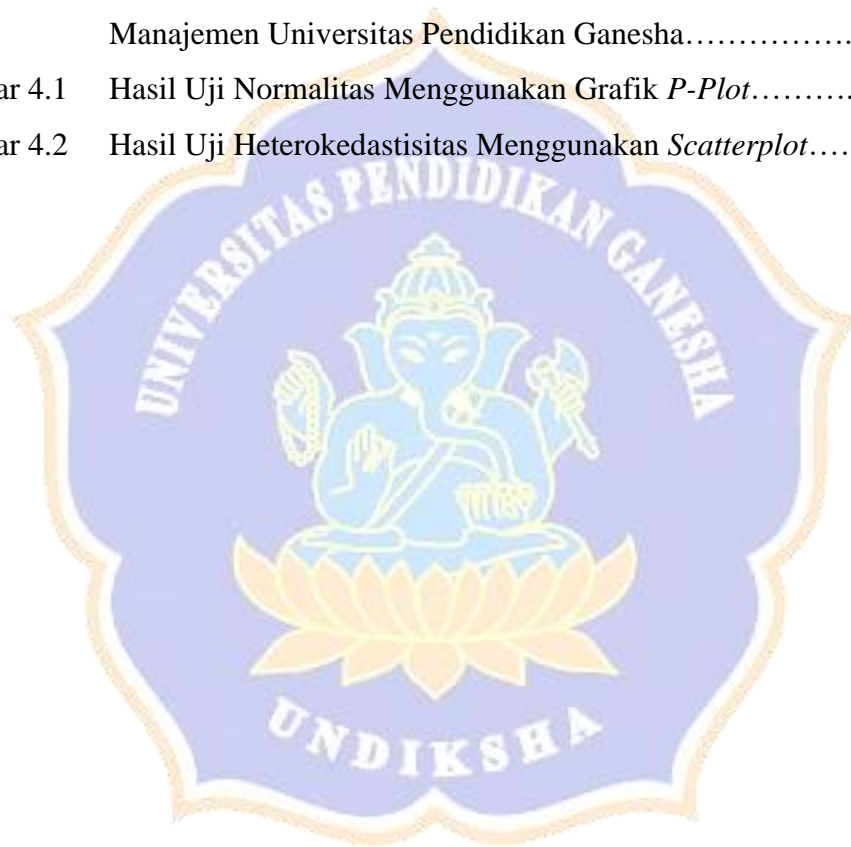 Manajemen Universitas Pendidikan Ganesha…………….
ar 4.1 Hasil Uji Normalitas Menggunakan Grafik P-Plot……….
ar 4.2 Hasil Uji Heterokedastisitas Menggunakan Scatterplot….
UNIVERSITAS PENDIDIKAN GANESHA
UNDIKSHA